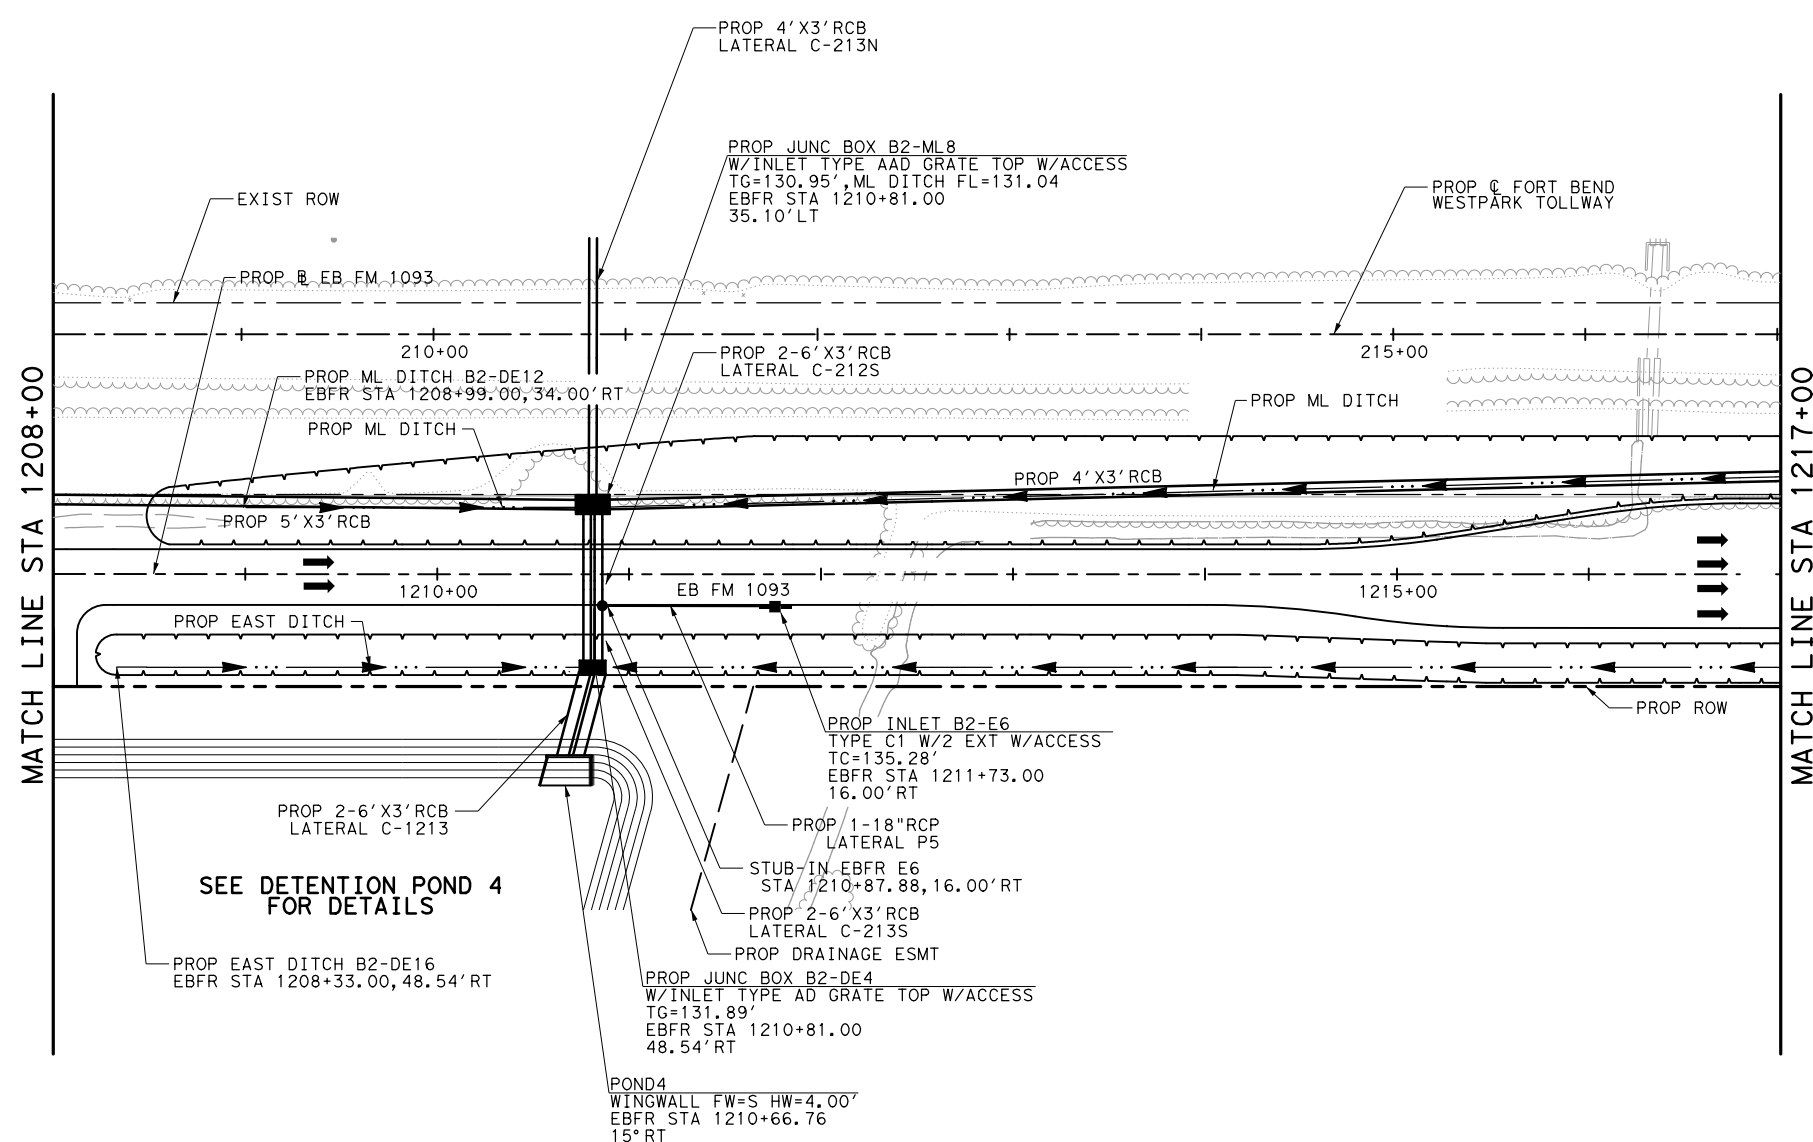 PROP 4'X3'RCB
LATERAL C-213N
PROP JUNC BOX B2-ML8
W/INLET TYPE AAD GRATE TOP W/ACCESS
TG=130.95',ML DITCH FL=131.04
EBFR STA 1210+81.00
35.10'LT
EXIST ROW
PROP ℄ FORT BEND
WESTPARK TOLLWAY
PROP BL EB FM 1093
210+00
215+00
PROP 2-6'X3'RCB
LATERAL C-212S
PROP ML DITCH B2-DE12
EBFR STA 1208+99.00,34.00'RT
PROP ML DITCH
PROP ML DITCH
PROP 4'X3'RCB
PROP 5'X3'RCB
MATCH LINE STA 1208+00
MATCH LINE STA 1217+00
1210+00
EB FM 1093
1215+00
PROP EAST DITCH
PROP ROW
PROP INLET B2-E6
TYPE C1 W/2 EXT W/ACCESS
TC=135.28'
EBFR STA 1211+73.00
16.00'RT
PROP 2-6'X3'RCB
LATERAL C-1213
PROP 1-18"RCP
LATERAL P5
STUB-IN EBFR E6
STA 1210+87.88,16.00'RT
SEE DETENTION POND 4
FOR DETAILS
PROP 2-6'X3'RCB
LATERAL C-213S
PROP DRAINAGE ESMT
PROP EAST DITCH B2-DE16
EBFR STA 1208+33.00,48.54'RT
PROP JUNC BOX B2-DE4
W/INLET TYPE AD GRATE TOP W/ACCESS
TG=131.89'
EBFR STA 1210+81.00
48.54'RT
POND4
WINGWALL FW=S HW=4.00'
EBFR STA 1210+66.76
15°RT